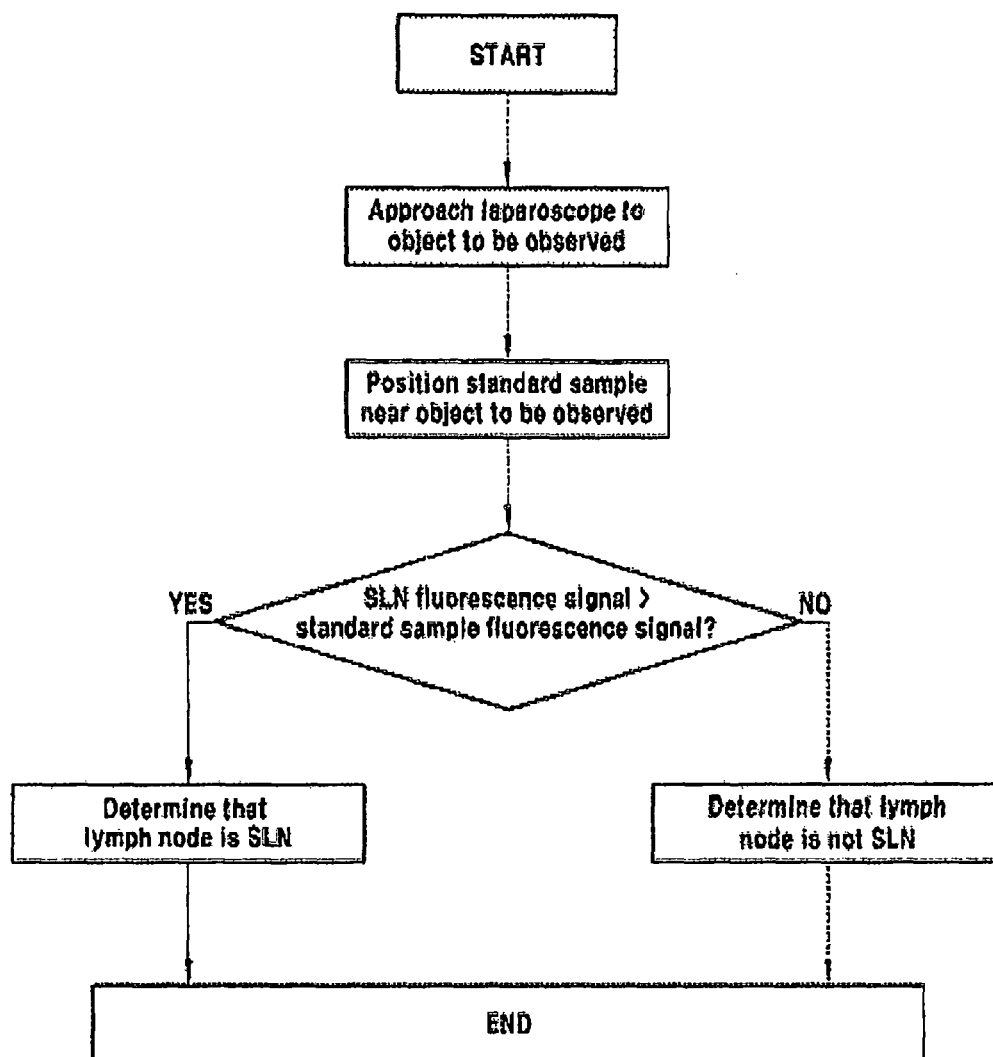 START
Approach laparoscope to
object to be observed
Position standard sample
near object to be observed
SLN fluorescence signal >
standard sample fluorescence signal?
YES
NO
Determine that
lymph node is SLN
Determine that lymph
node is not SLN
END